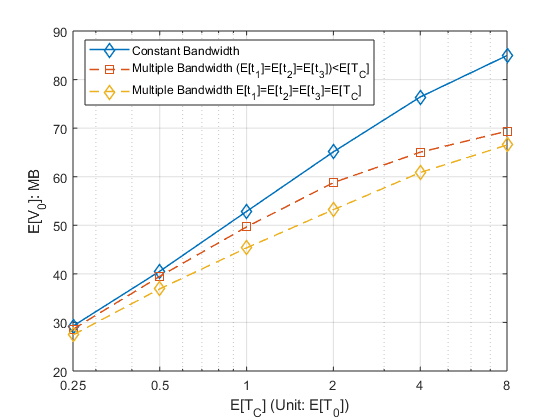 90
80
70
60
50
40
30
20
E[V0]: MB
Constant Bandwidth
Multiple Bandwidth (E[t1]=E[t2]=E[t3])<E[TC]
Multiple Bandwidth E[t1]=E[t2]=E[t3]=E[TC]
0.25 0.5 1 2 4 8
E[TC] (Unit: E[T0])